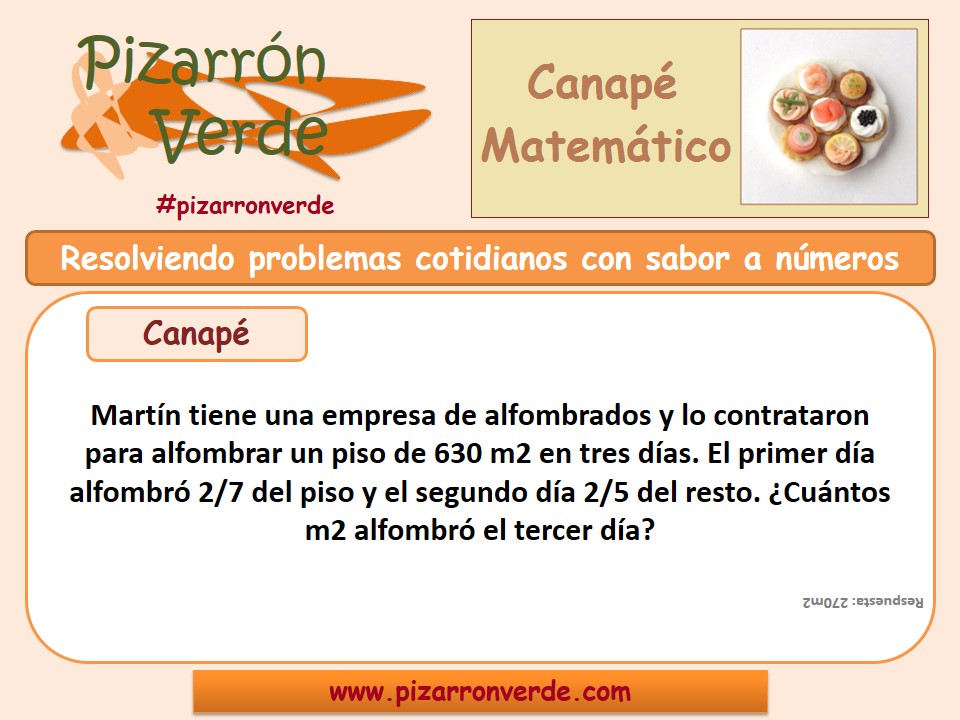 Pizarrón
Verde
#pizarronverde
Canapé
Matemático
Resolviendo problemas cotidianos con sabor a números
Canapé
Martín tiene una empresa de alfombrados y lo contrataron
para alfombrar un piso de 630 m2 en tres días. El primer día
alfombró 2/7 del piso y el segundo día 2/5 del resto. ¿Cuántos
m2 alfombró el tercer día?
Respuesta: 270m2
www.pizarronverde.com